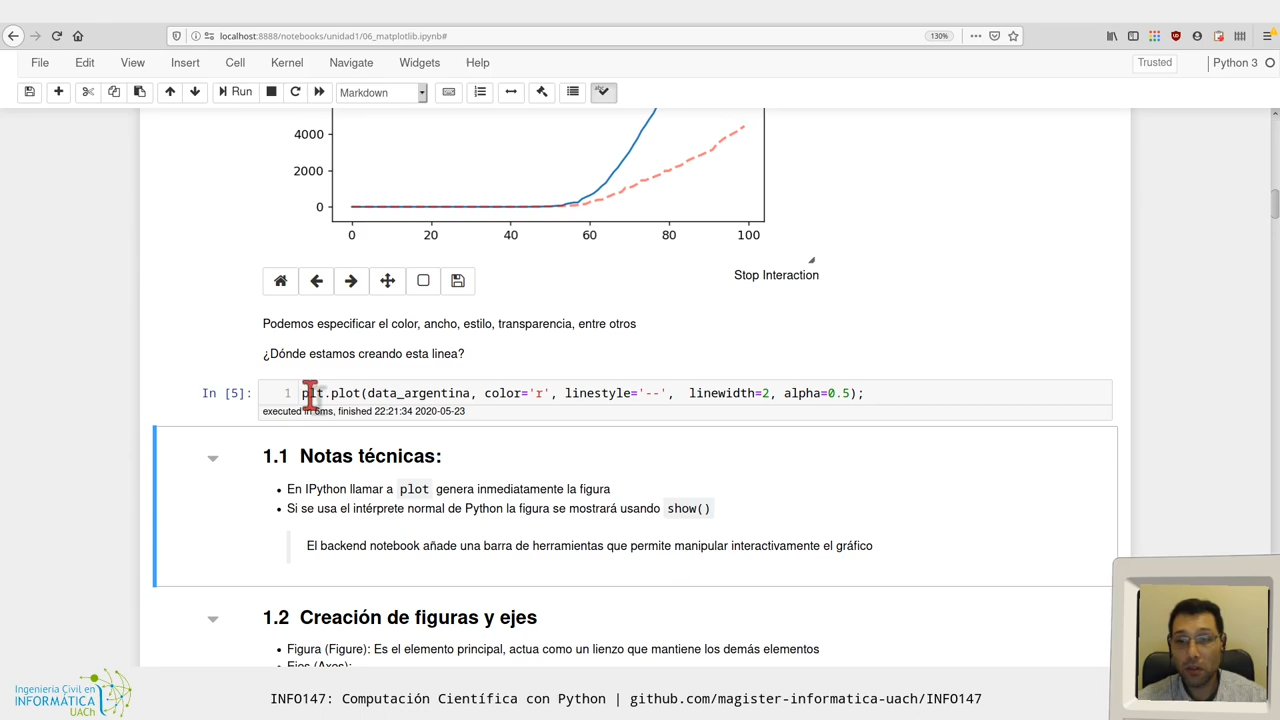 localhost:8888/notebooks/unidad1/06_matplotlib.ipynb#
130%
File Edit View Insert Cell Kernel Navigate Widgets Help
Trusted Python 3
Run Markdown
4000
2000
0
0 20 40 60 80 100
Stop Interaction
Podemos especificar el color, ancho, estilo, transparencia, entre otros
¿Dónde estamos creando esta linea?
In [5]: 1 plt.plot(data_argentina, color='r', linestyle='--', linewidth=2, alpha=0.5);
executed in 6ms, finished 22:21:34 2020-05-23
1.1 Notas técnicas:
• En IPython llamar a plot genera inmediatamente la figura
• Si se usa el intérprete normal de Python la figura se mostrará usando show()
El backend notebook añade una barra de herramientas que permite manipular interactivamente el gráfico
1.2 Creación de figuras y ejes
• Figura (Figure): Es el elemento principal, actua como un lienzo que mantiene los demás elementos
• Ejes (Axes):
Ingeniería Civil en
INFORMÁTICA
UACh
INFO147: Computación Científica con Python | github.com/magister-informatica-uach/INFO147